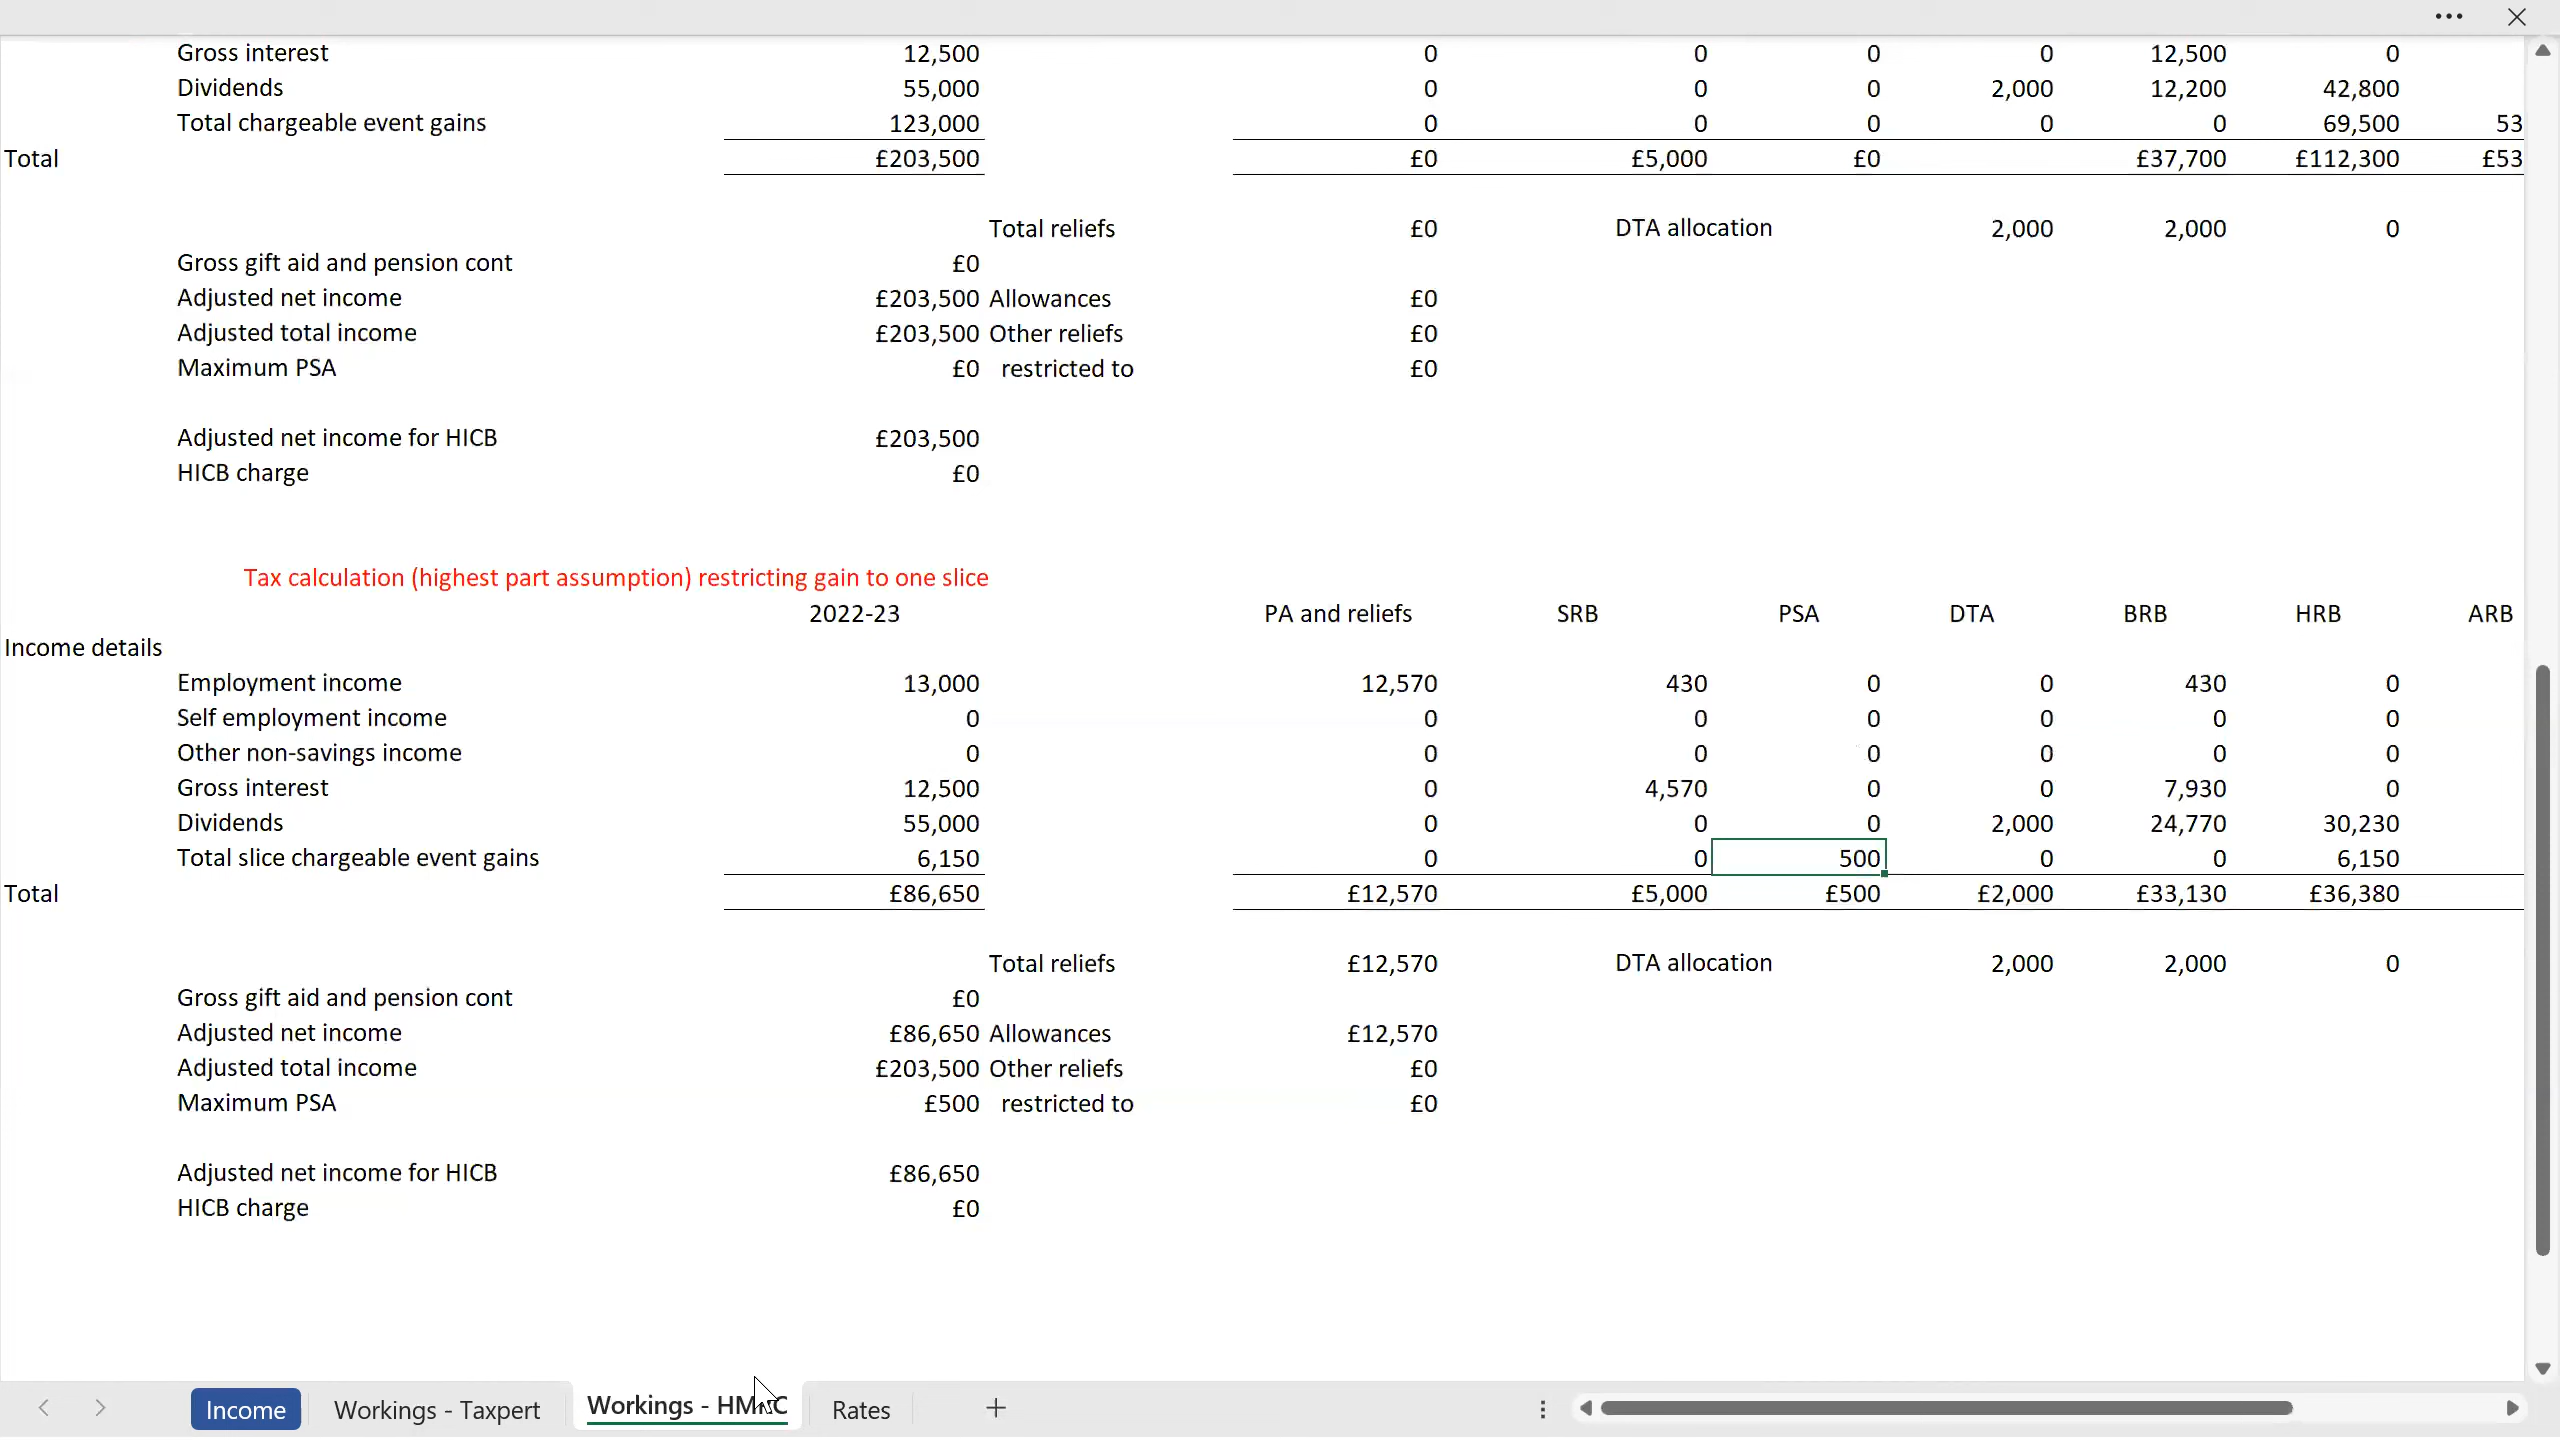 Gross interest 12,500 0 0 0 0 12,500 0
Dividends 55,000 0 0 0 2,000 12,200 42,800
Total chargeable event gains 123,000 0 0 0 0 0 69,500 53
Total £203,500 £0 £5,000 £0 £37,700 £112,300 £53
Total reliefs £0 DTA allocation 2,000 2,000 0
Gross gift aid and pension cont £0
Adjusted net income £203,500 Allowances £0
Adjusted total income £203,500 Other reliefs £0
Maximum PSA £0 restricted to £0
Adjusted net income for HICB £203,500
HICB charge £0
Tax calculation (highest part assumption) restricting gain to one slice
2022-23 PA and reliefs SRB PSA DTA BRB HRB ARB
Income details
Employment income 13,000 12,570 430 0 0 430 0
Self employment income 0 0 0 0 0 0 0
Other non-savings income 0 0 0 0 0 0 0
Gross interest 12,500 0 4,570 0 0 7,930 0
Dividends 55,000 0 0 0 2,000 24,770 30,230
Total slice chargeable event gains 6,150 0 0 500 0 0 6,150
Total £86,650 £12,570 £5,000 £500 £2,000 £33,130 £36,380
Total reliefs £12,570 DTA allocation 2,000 2,000 0
Gross gift aid and pension cont £0
Adjusted net income £86,650 Allowances £12,570
Adjusted total income £203,500 Other reliefs £0
Maximum PSA £500 restricted to £0
Adjusted net income for HICB £86,650
HICB charge £0
Income Workings - Taxpert Workings - HMRC Rates